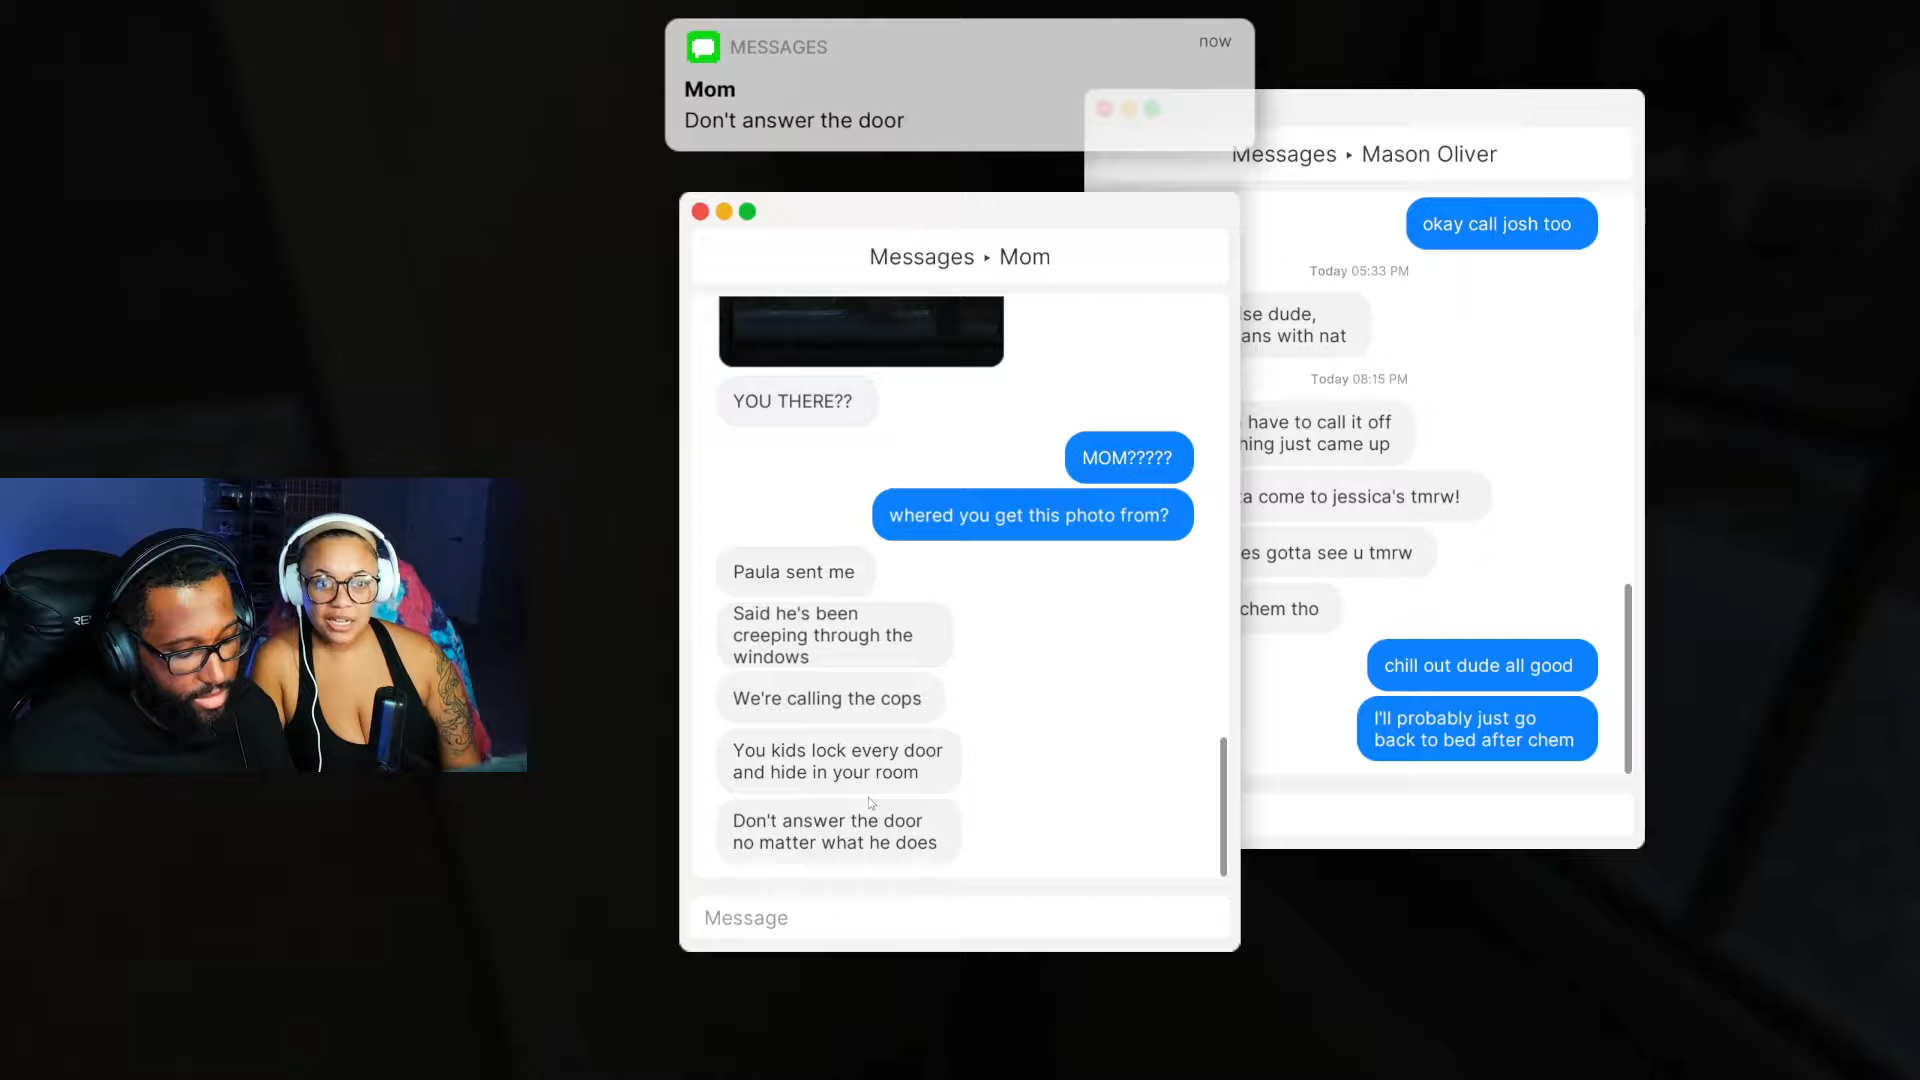 MESSAGES
now
Mom
Don't answer the door
Messages ‣ Mason Oliver
okay call josh too
Today 05:33 PM
se dude,
ans with nat
Today 08:15 PM
have to call it off
hing just came up
a come to jessica's tmrw!
es gotta see u tmrw
chem tho
chill out dude all good
I'll probably just go
back to bed after chem
Messages ‣ Mom
YOU THERE??
MOM?????
whered you get this photo from?
Paula sent me
Said he's been
creeping through the
windows
We're calling the cops
You kids lock every door
and hide in your room
Don't answer the door
no matter what he does
Message